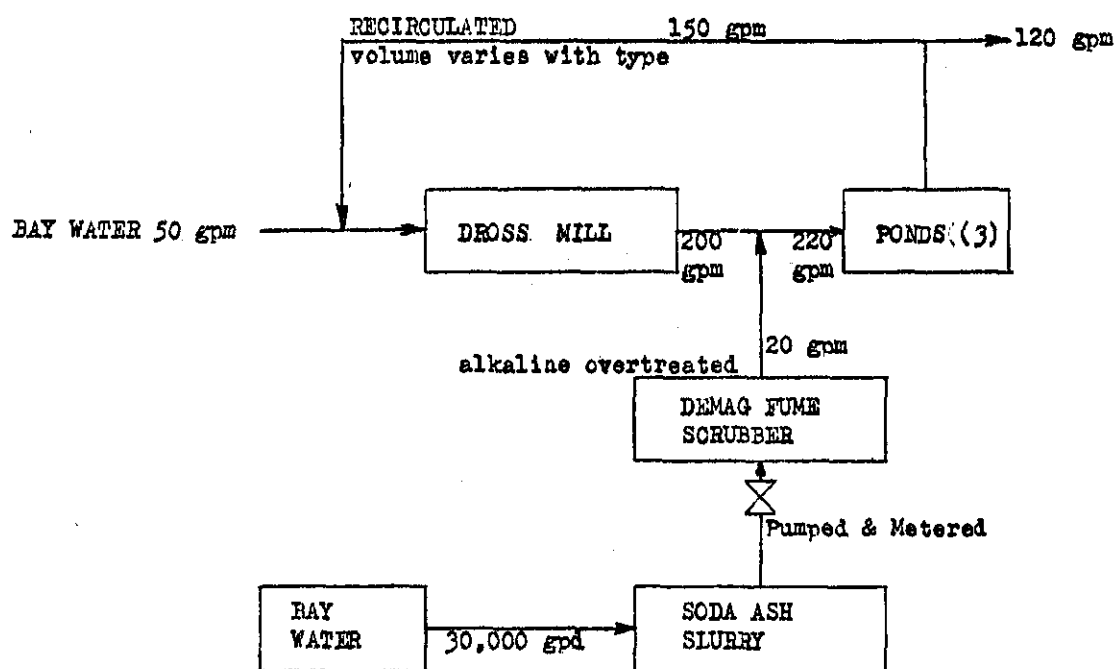 RECIRCULATED 150 gpm
volume varies with type
120 gpm
BAY WATER 50 gpm
DROSS MILL
200
gpm
220
gpm
PONDS (3)
20 gpm
alkaline overtreated
DEMAG FUME
SCRUBBER
Pumped & Metered
BAY
WATER
30,000 gpd
SODA ASH
SLURRY